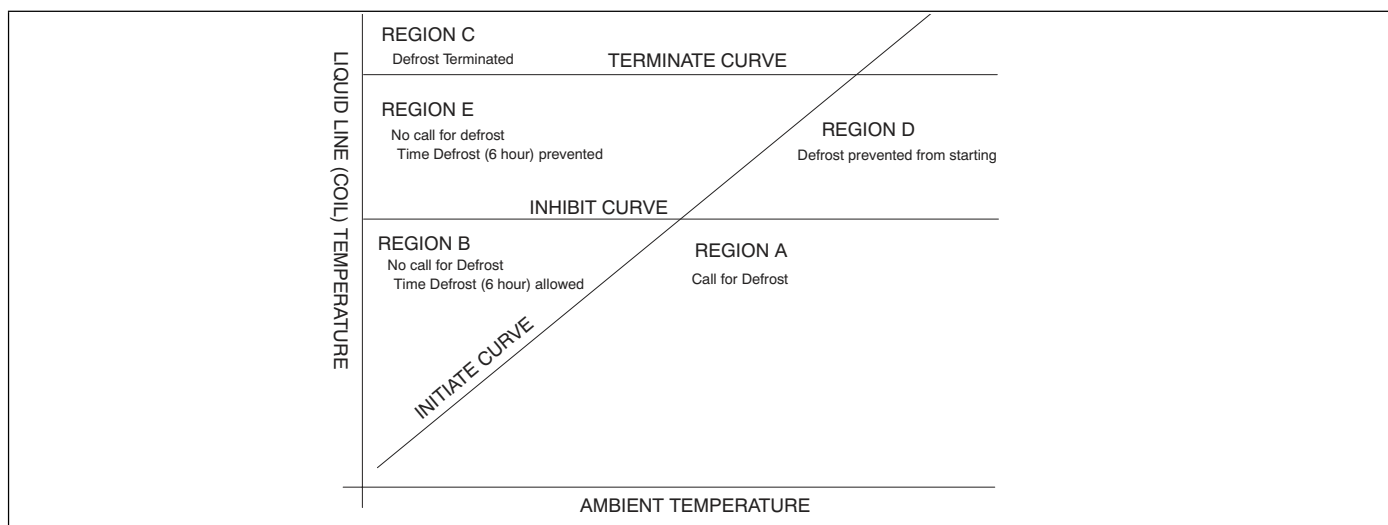 REGION C
Defrost Terminated
TERMINATE CURVE
LIQUID LINE (COIL) TEMPERATURE
REGION E
No call for defrost
Time Defrost (6 hour) prevented
REGION D
Defrost prevented from starting
INHIBIT CURVE
REGION B
No call for Defrost
Time Defrost (6 hour) allowed
REGION A
Call for Defrost
INITIATE CURVE
AMBIENT TEMPERATURE